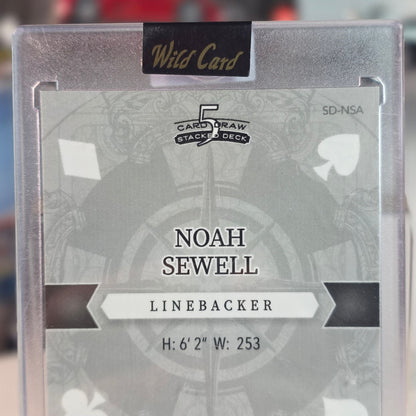 Wild Card
SD-NSA
5
CARD DRAW
STACKED DECK
NOAH
SEWELL
LINEBACKER
H: 6' 2" W: 253